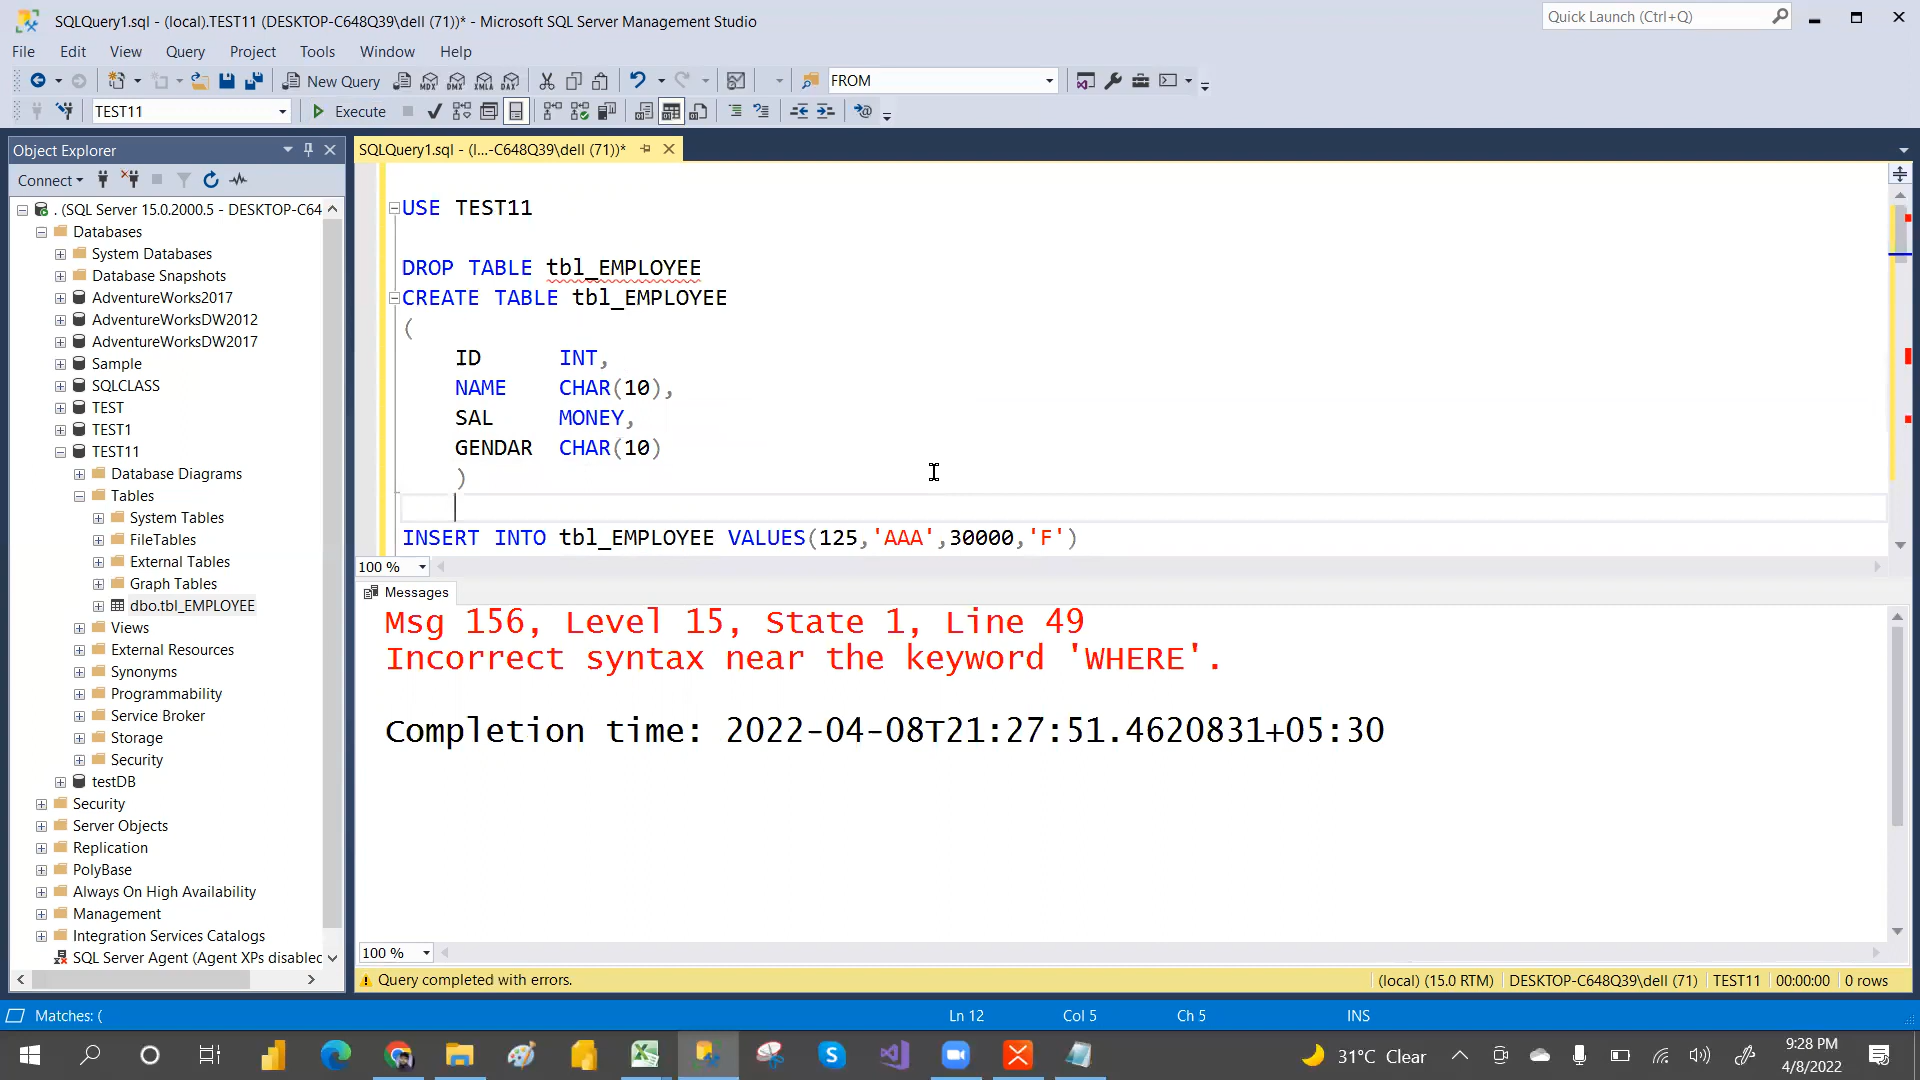 SQLQuery1.sql - (local).TEST11 (DESKTOP-C648Q39\dell (71))* - Microsoft SQL Server Management Studio
Quick Launch (Ctrl+Q)
File Edit View Query Project Tools Window Help
New Query
MDX DMX XMLA DAX
FROM
TEST11
Execute
Object Explorer
SQLQuery1.sql - (l...-C648Q39\dell (71))*
Connect
. (SQL Server 15.0.2000.5 - DESKTOP-C64
Databases
System Databases
Database Snapshots
AdventureWorks2017
AdventureWorksDW2012
AdventureWorksDW2017
Sample
SQLCLASS
TEST
TEST1
TEST11
Database Diagrams
Tables
System Tables
FileTables
External Tables
Graph Tables
dbo.tbl_EMPLOYEE
Views
External Resources
Synonyms
Programmability
Service Broker
Storage
Security
testDB
Security
Server Objects
Replication
PolyBase
Always On High Availability
Management
Integration Services Catalogs
SQL Server Agent (Agent XPs disabled
USE TEST11
DROP TABLE tbl_EMPLOYEE
CREATE TABLE tbl_EMPLOYEE
(
ID INT,
NAME CHAR(10),
SAL MONEY,
GENDAR CHAR(10)
)
INSERT INTO tbl_EMPLOYEE VALUES(125,'AAA',30000,'F')
100 %
Messages
Msg 156, Level 15, State 1, Line 49
Incorrect syntax near the keyword 'WHERE'.
Completion time: 2022-04-08T21:27:51.4620831+05:30
100 %
Query completed with errors.
(local) (15.0 RTM) DESKTOP-C648Q39\dell (71) TEST11 00:00:00 0 rows
Matches: (
Ln 12 Col 5 Ch 5 INS
31°C Clear
9:28 PM
4/8/2022